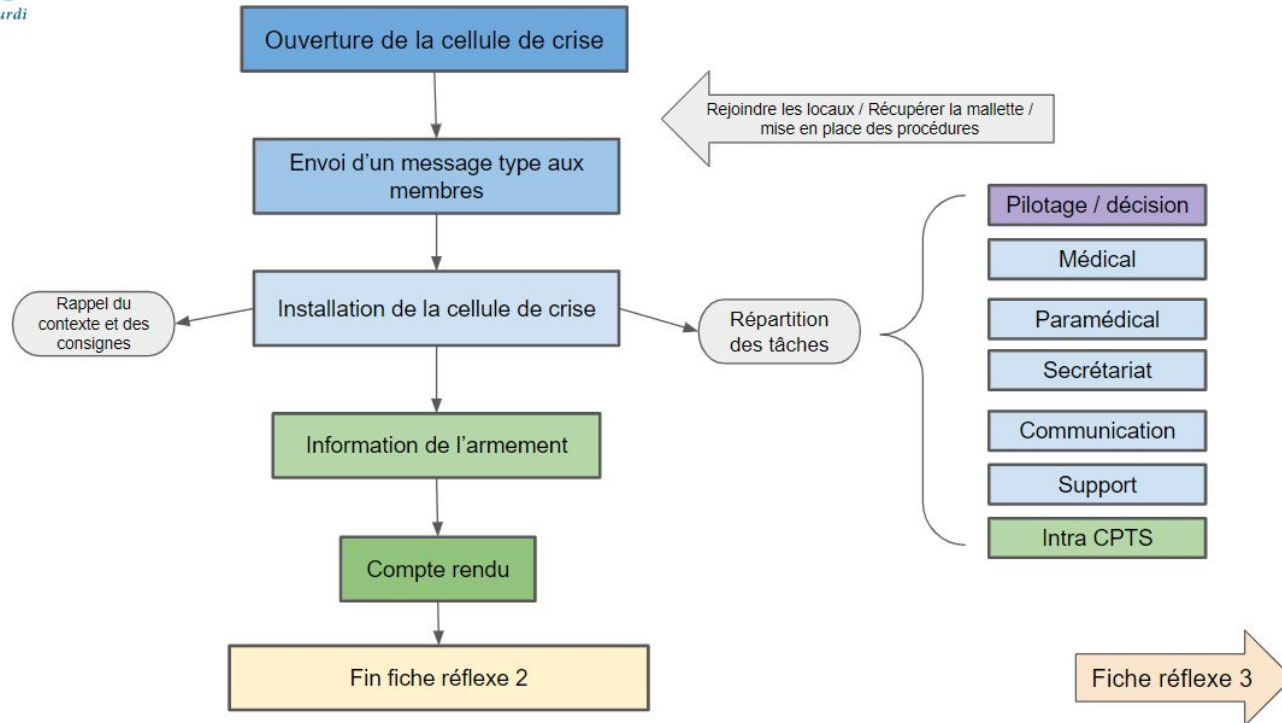 urdi
Ouverture de la cellule de crise
Rejoindre les locaux / Récupérer la mallette /
mise en place des procédures
Envoi d'un message type aux
membres
Installation de la cellule de crise
Rappel du
contexte et des
consignes
Répartition
des tâches
Pilotage / décision
Médical
Paramédical
Secrétariat
Communication
Support
Intra CPTS
Information de l'armement
Compte rendu
Fin fiche réflexe 2
Fiche réflexe 3